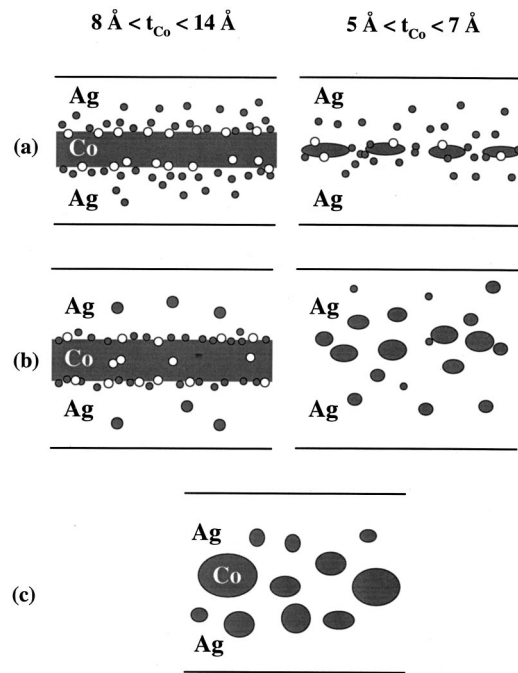 8 Å < t_Co < 14 Å
5 Å < t_Co < 7 Å
(a)
Ag
Co
Ag
Ag
Ag
(b)
Ag
Co
Ag
Ag
Ag
(c)
Ag
Co
Ag